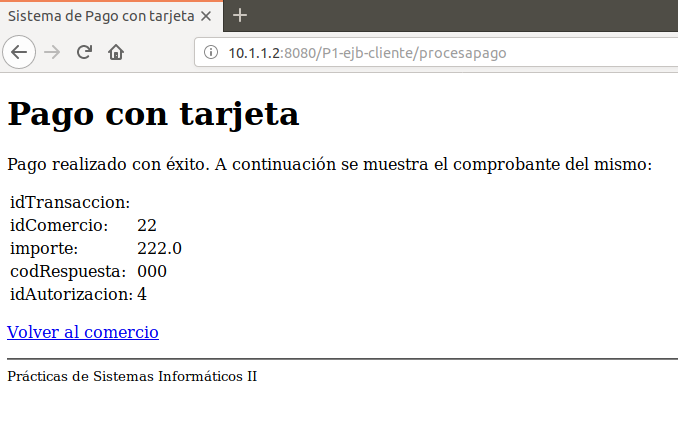 Sistema de Pago con tarjeta
10.1.1.2:8080/P1-ejb-cliente/procesapago
Pago con tarjeta
Pago realizado con éxito. A continuación se muestra el comprobante del mismo:
idTransaccion:
idComercio: 22
importe: 222.0
codRespuesta: 000
idAutorizacion: 4
Volver al comercio
Prácticas de Sistemas Informáticos II